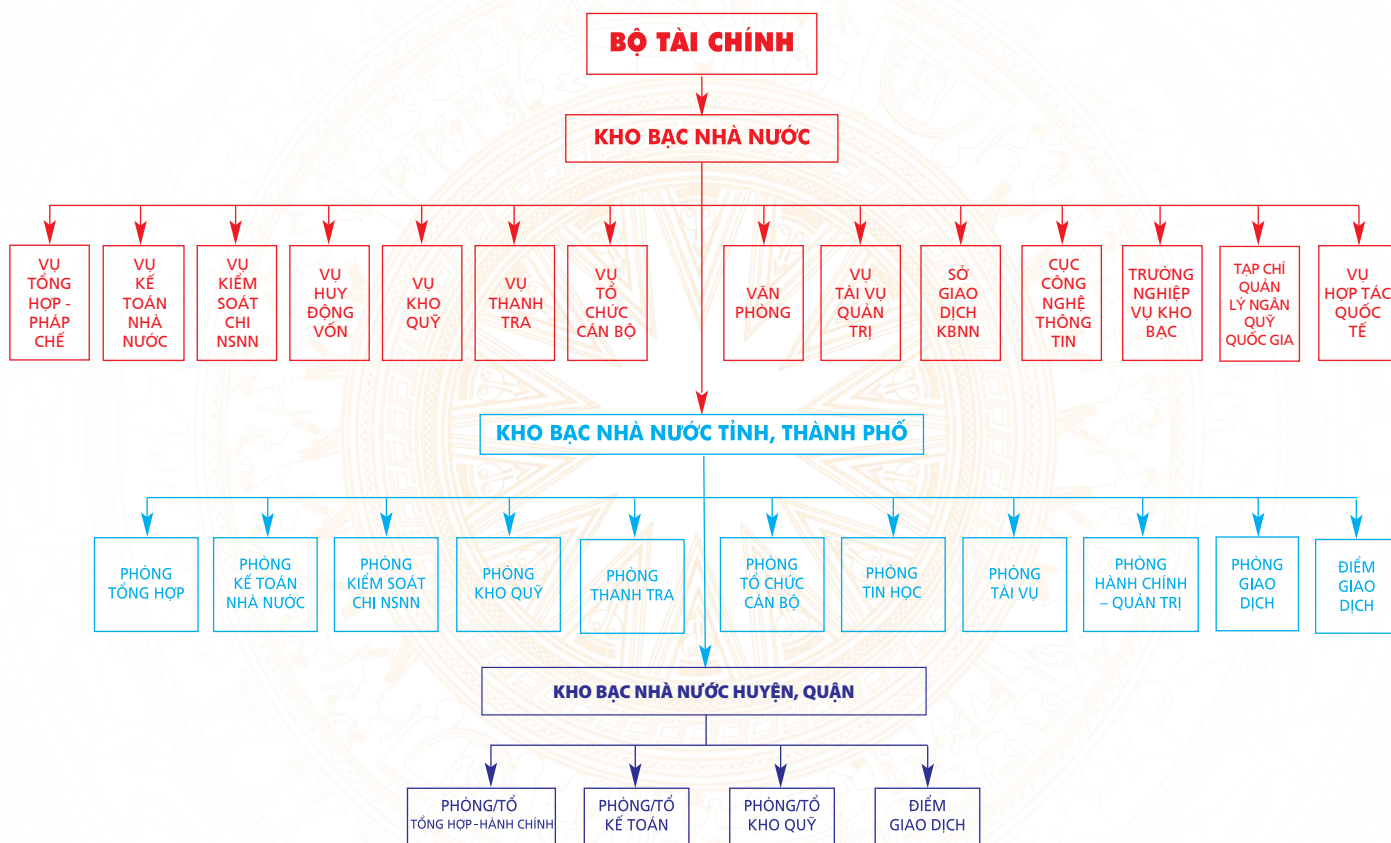 BỘ TÀI CHÍNH
KHO BẠC NHÀ NƯỚC
VỤ
TỔNG
HỢP -
PHÁP
CHẾ
VỤ
KẾ
TOÁN
NHÀ
NƯỚC
VỤ
KIỂM
SOÁT
CHI
NSNN
VỤ
HUY
ĐỘNG
VỐN
VỤ
KHO
QUỸ
VỤ
THANH
TRA
VỤ
TỔ
CHỨC
CÁN BỘ
VĂN
PHÒNG
VỤ
TÀI VỤ
QUẢN
TRỊ
SỞ
GIAO
DỊCH
KBNN
CỤC
CÔNG
NGHỆ
THÔNG
TIN
TRƯỜNG
NGHIỆP
VỤ KHO
BẠC
TẠP CHÍ
QUẢN
LÝ NGÂN
QUỸ
QUỐC GIA
VỤ
HỢP TÁC
QUỐC
TẾ
KHO BẠC NHÀ NƯỚC TỈNH, THÀNH PHỐ
PHÒNG
TỔNG HỢP
PHÒNG
KẾ TOÁN
NHÀ NƯỚC
PHÒNG
KIỂM SOÁT
CHI NSNN
PHÒNG
KHO QUỸ
PHÒNG
THANH TRA
PHÒNG
TỔ CHỨC
CÁN BỘ
PHÒNG
TIN HỌC
PHÒNG
TÀI VỤ
PHÒNG
HÀNH CHÍNH
– QUẢN TRỊ
PHÒNG
GIAO
DỊCH
ĐIỂM
GIAO
DỊCH
KHO BẠC NHÀ NƯỚC HUYỆN, QUẬN
PHÒNG/TỔ
TỔNG HỢP-HÀNH CHÍNH
PHÒNG/TỔ
KẾ TOÁN
PHÒNG/TỔ
KHO QUỸ
ĐIỂM
GIAO DỊCH